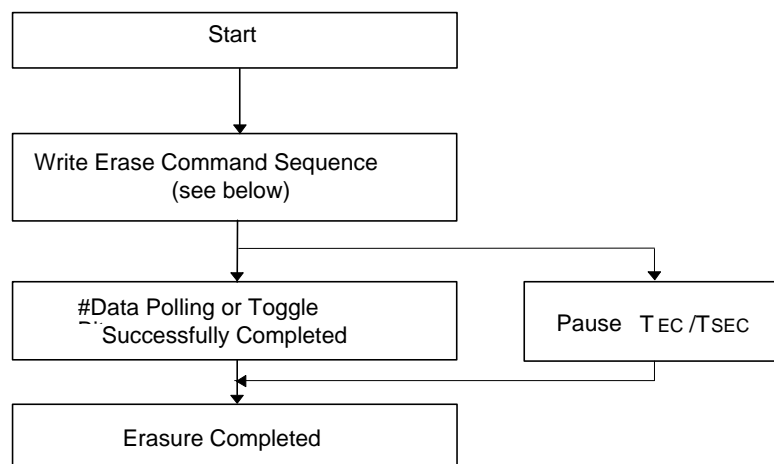 Start
Write Erase Command Sequence
(see below)
#Data Polling or Toggle
Successfully Completed
Pause TEC/TSEC
Erasure Completed